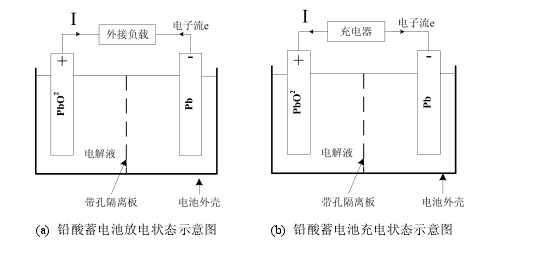 I
外接负载
电子流e
+
-
PbO²
Pb
电解液
带孔隔离板
电池外壳
(a) 铅酸蓄电池放电状态示意图
I
充电器
电子流e
+
-
PbO²
Pb
电解液
带孔隔离板
电池外壳
(b) 铅酸蓄电池充电状态示意图